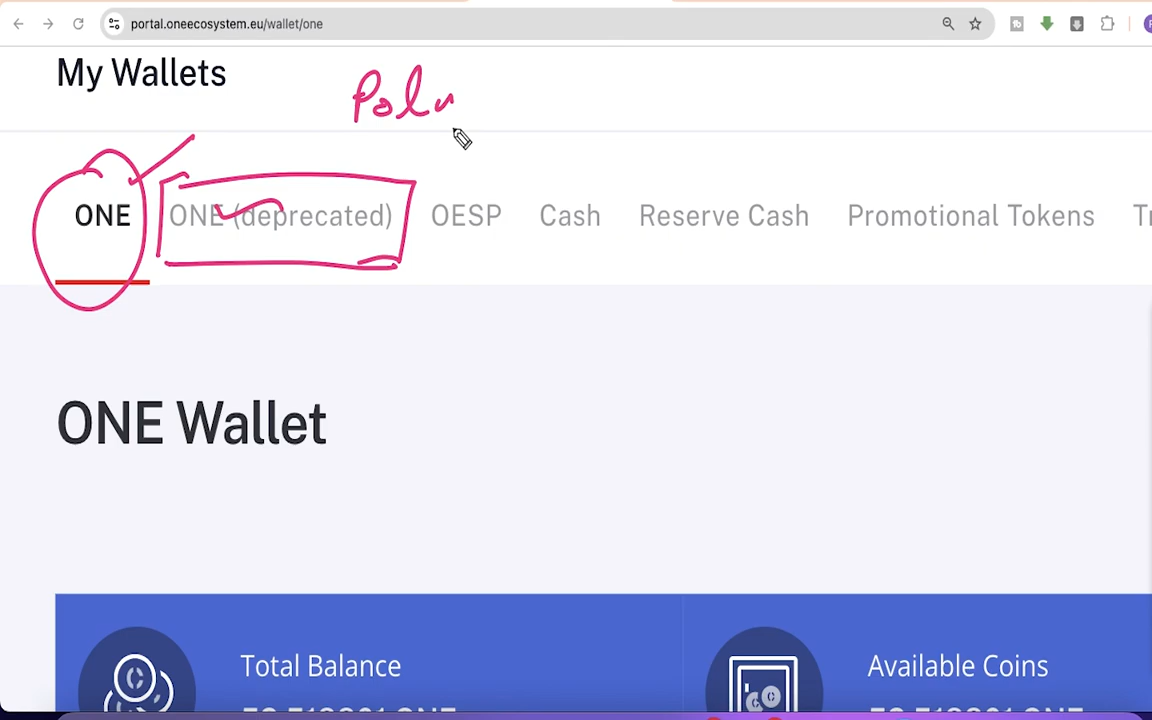 portal.oneecosystem.eu/wallet/one
My Wallets
Pol
ONE ONE (deprecated) OESP Cash Reserve Cash Promotional Tokens
ONE Wallet
Total Balance Available Coins